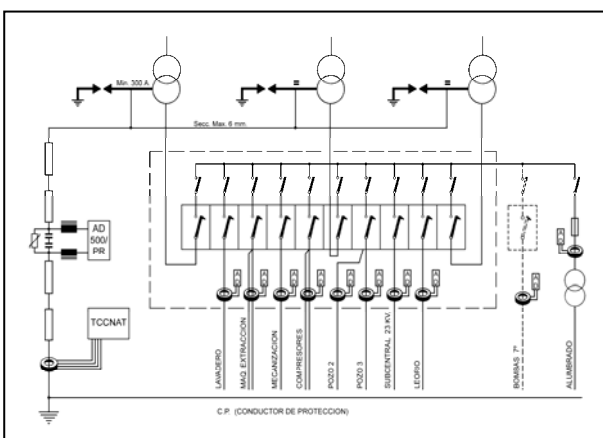 Min. 300 A.
=
=
Secc. Max. 6 mm.
AD
500/
PR
TCCNAT
LAVADERO
MAQ. EXTRACCION
MECANIZACION
COMPRESORES
POZO 2
POZO 3
SUBCENTRAL 23 KV.
LEORIO
BOMBAS 7º
ALUMBRADO
C.P. (CONDUCTOR DE PROTECCION)